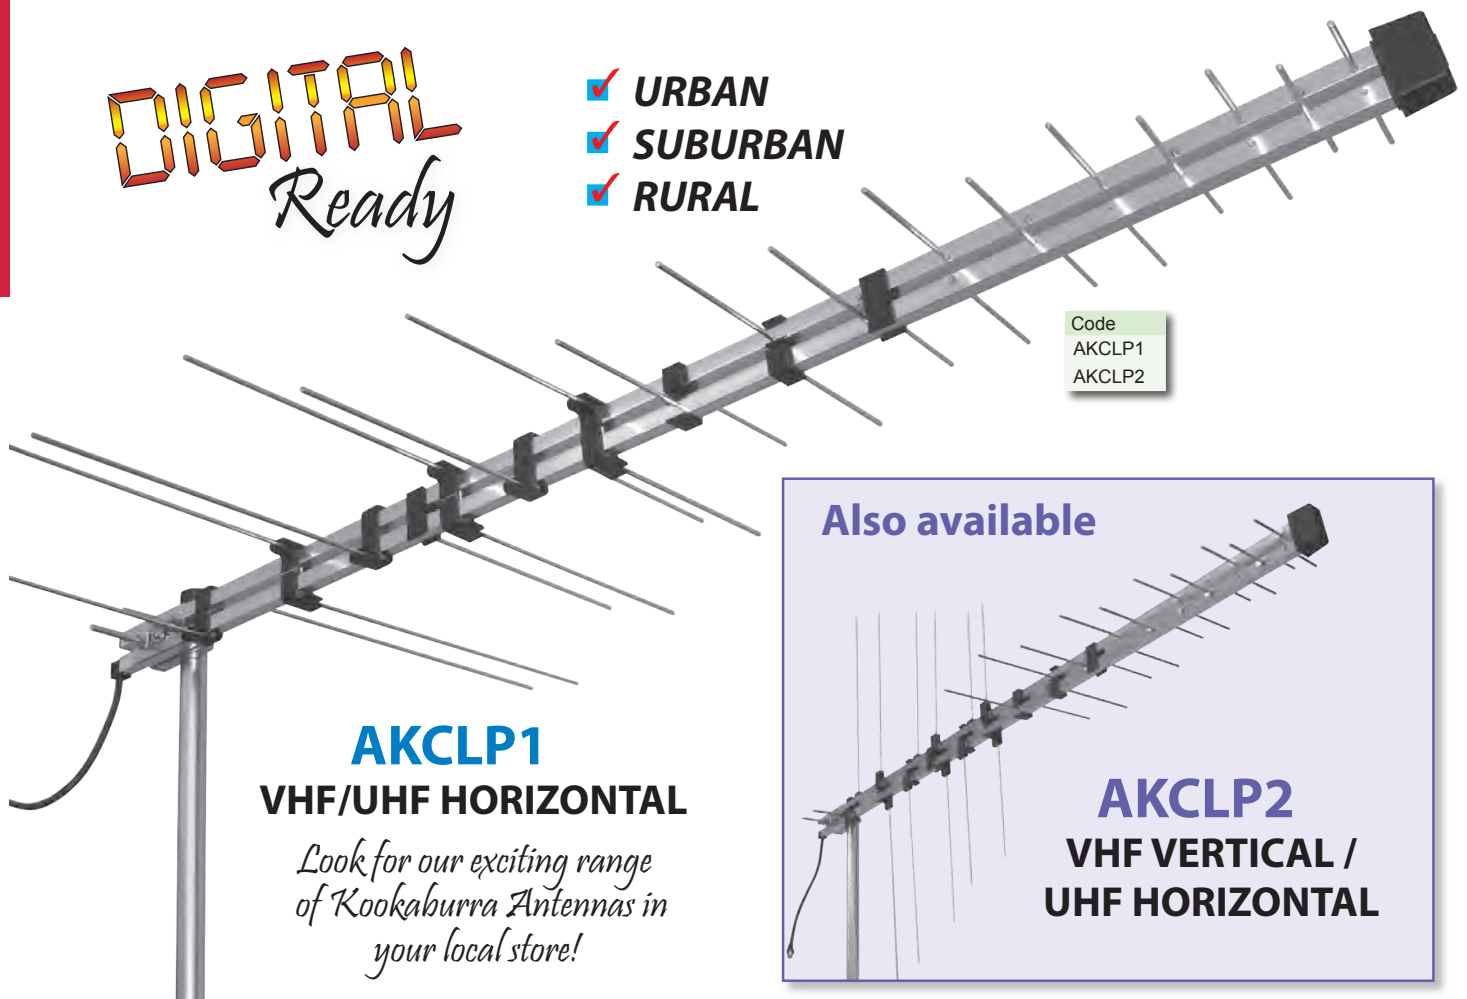 DIGITAL
Ready
URBAN
SUBURBAN
RURAL
Code
AKCLP1
AKCLP2
AKCLP1
VHF/UHF HORIZONTAL
Look for our exciting range
of Kookaburra Antennas in
your local store!
Also available
AKCLP2
VHF VERTICAL /
UHF HORIZONTAL